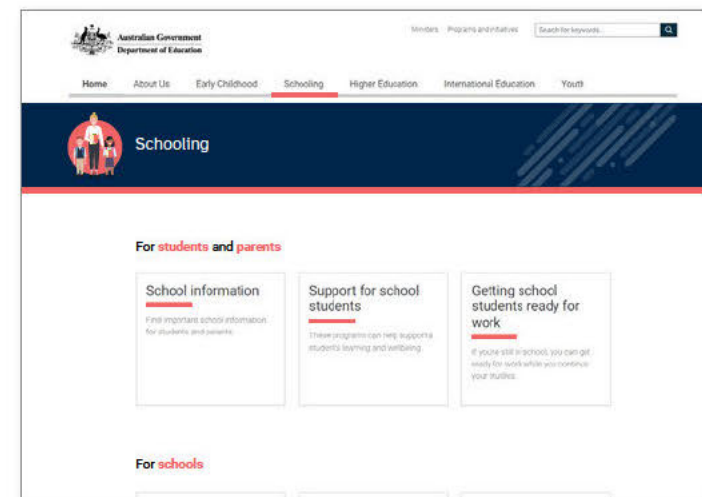 Australian Government
Department of Education
Ministers Programs and initiatives Search for keywords...
Home About Us Early Childhood Schooling Higher Education International Education Youth
Schooling
For students and parents
School information
Find important school information
for students and parents.
Support for school
students
These programs can help support a
student's learning and wellbeing.
Getting school
students ready for
work
If you're still in school, you can get
ready for work while you continue
your studies.
For schools